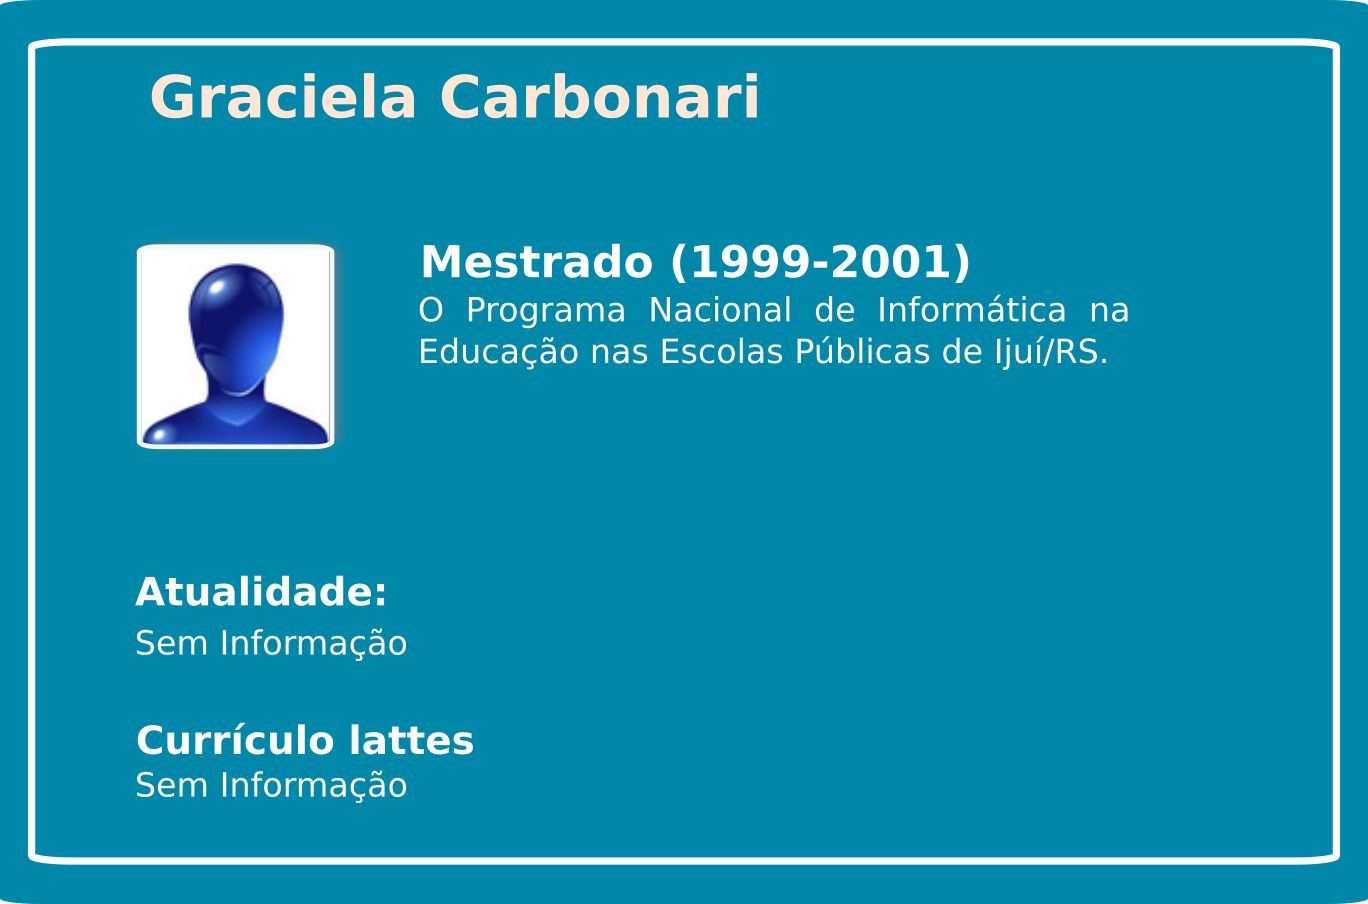 Graciela Carbonari
Mestrado (1999-2001)
O Programa Nacional de Informática na
Educação nas Escolas Públicas de Ijuí/RS.
Atualidade:
Sem Informação
Currículo lattes
Sem Informação